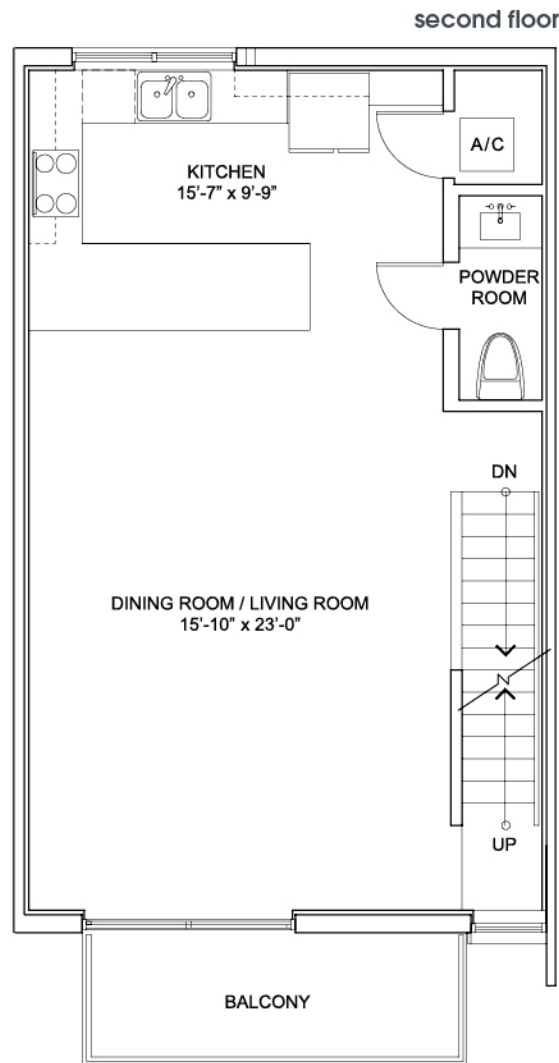 second floor
KITCHEN
15'-7” x 9'-9”
A/C
POWDER
ROOM
DN
DINING ROOM / LIVING ROOM
15'-10” x 23'-0”
UP
BALCONY